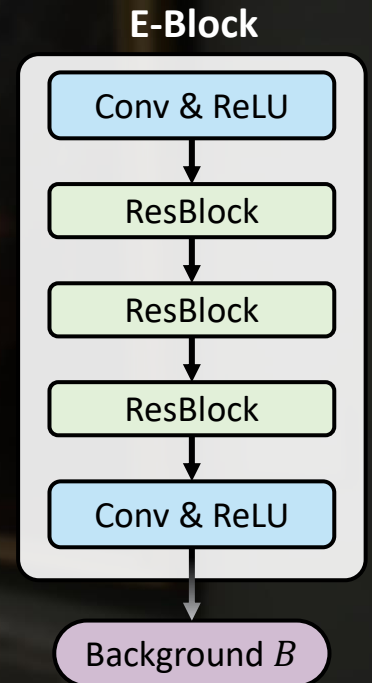 E-Block
Conv & ReLU
ResBlock
ResBlock
ResBlock
Conv & ReLU
Background B